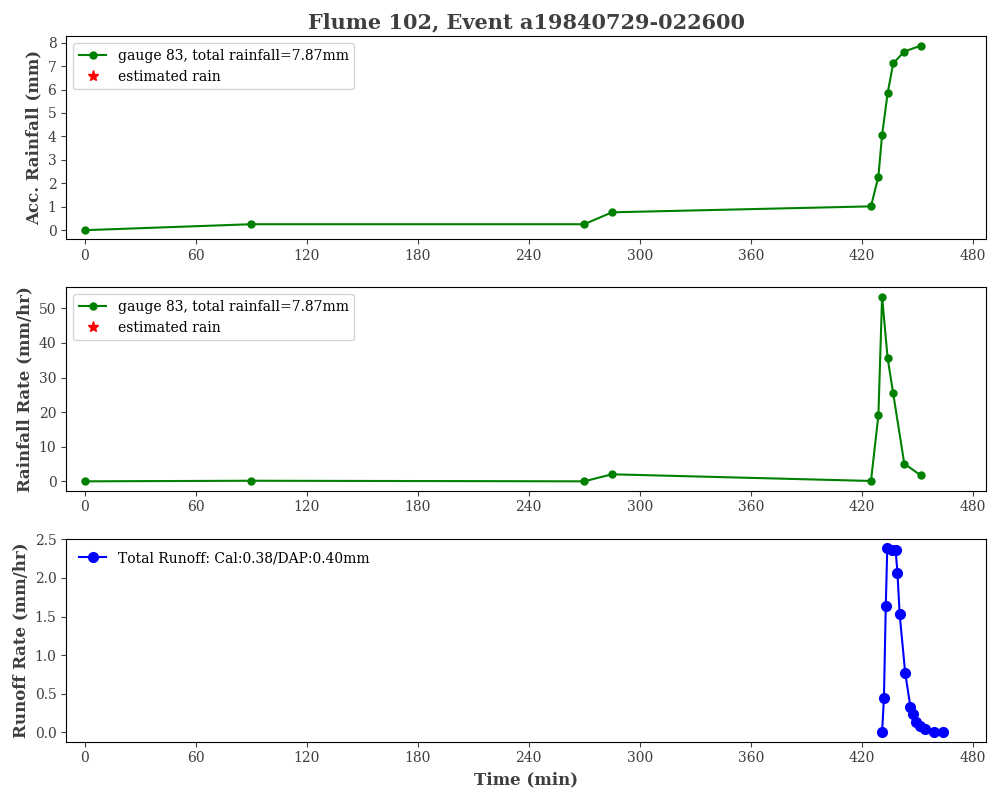 Flume 102, Event a19840729-022600
Acc. Rainfall (mm)
8
7
6
5
4
3
2
1
0
gauge 83, total rainfall=7.87mm
estimated rain
0 60 120 180 240 300 360 420 480
Rainfall Rate (mm/hr)
50
40
30
20
10
0
gauge 83, total rainfall=7.87mm
estimated rain
0 60 120 180 240 300 360 420 480
Runoff Rate (mm/hr)
2.5
2.0
1.5
1.0
0.5
0.0
Total Runoff: Cal:0.38/DAP:0.40mm
0 60 120 180 240 300 360 420 480
Time (min)